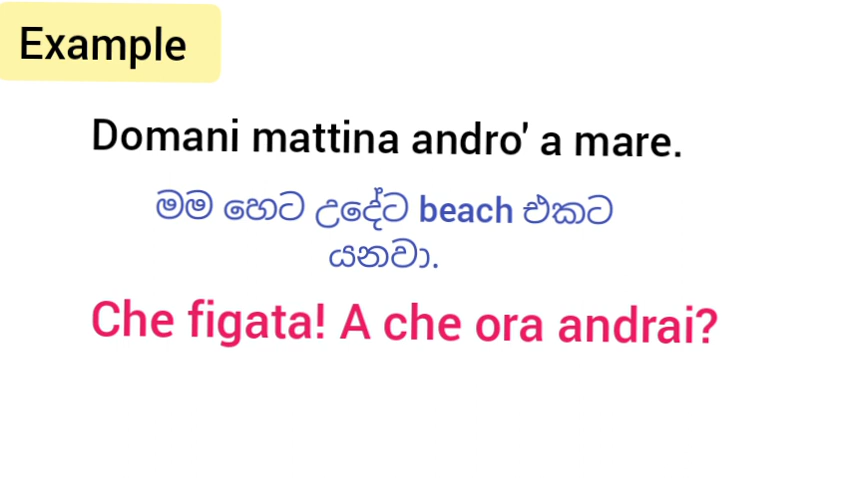 Example
Domani mattina andro' a mare.
මම හෙට උදේට beach එකට
යනවා.
Che figata! A che ora andrai?